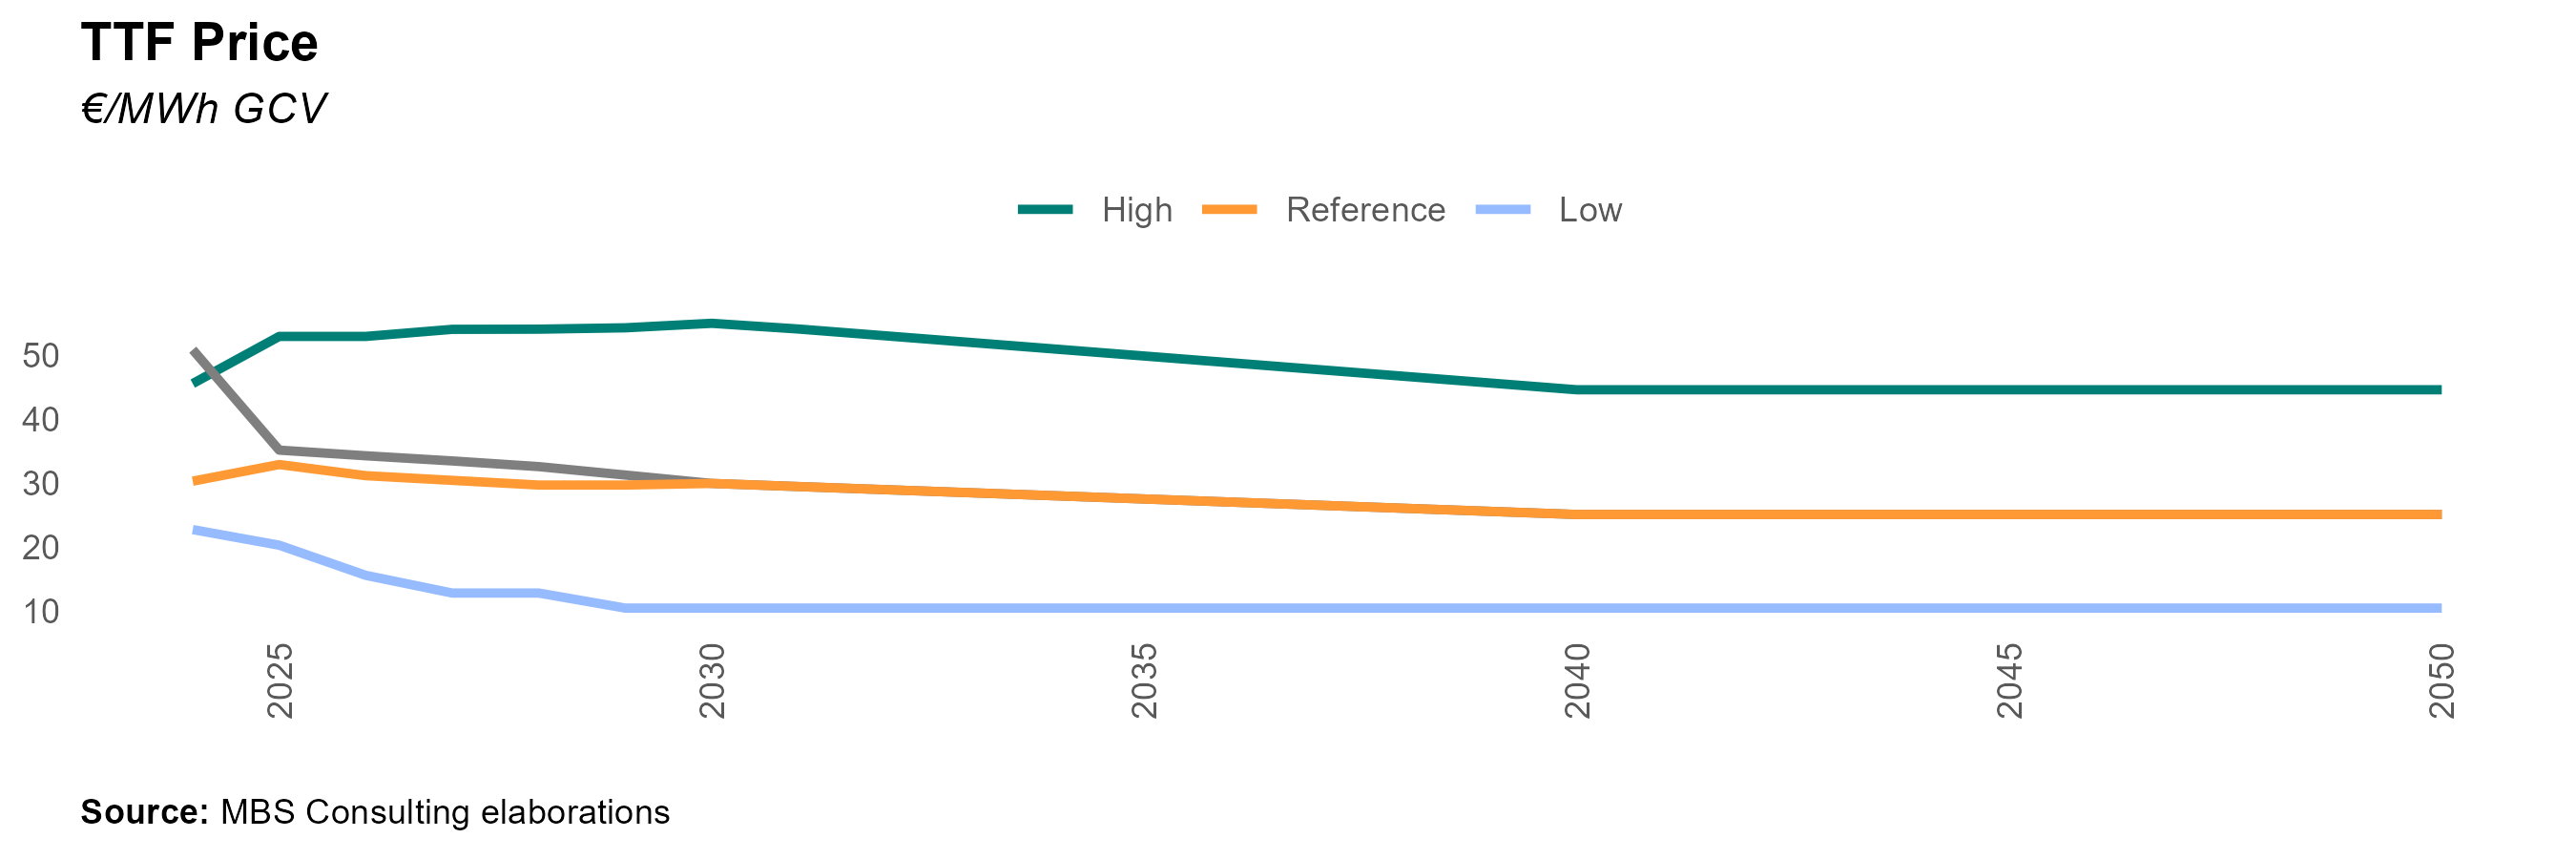 TTF Price
€/MWh GCV
High Reference Low
50
40
30
20
10
2025 2030 2035 2040 2045 2050
Source: MBS Consulting elaborations